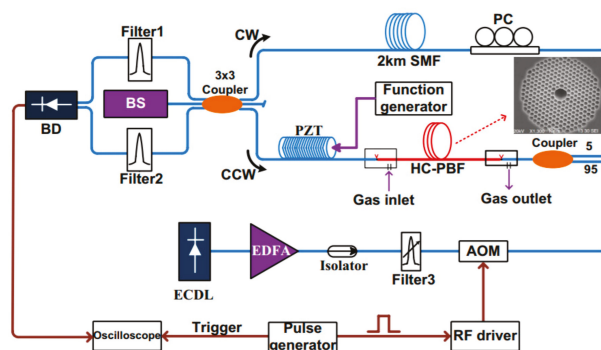 Filter1
CW
3x3
Coupler
2km SMF
PC
BS
BD
Function
generator
PZT
Filter2
CCW
HC-PBF
Coupler
5
95
Gas inlet
Gas outlet
EDFA
ECDL
Isolator
Filter3
AOM
Oscilloscope
Trigger
Pulse
generator
RF driver